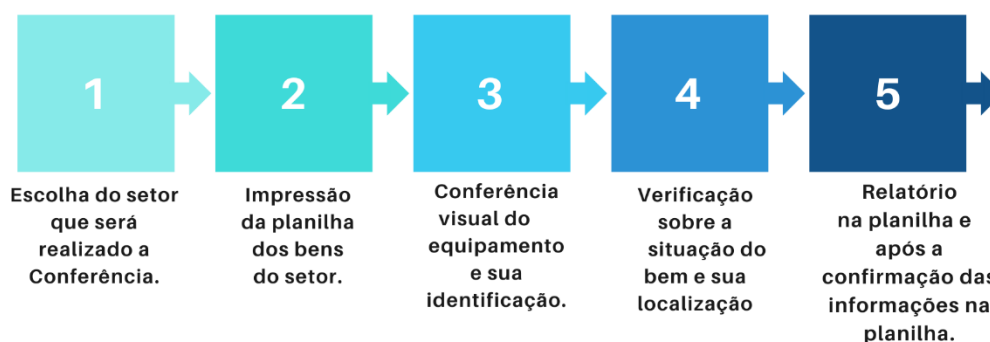 1
Escolha do setor
que será
realizado a
Conferência.
2
Impressão
da planilha
dos bens
do setor.
3
Conferência
visual do
equipamento
e sua
identificação.
4
Verificação
sobre a
situação do
bem e sua
localização
5
Relatório
na planilha e
após a
confirmação das
informações na
planilha.